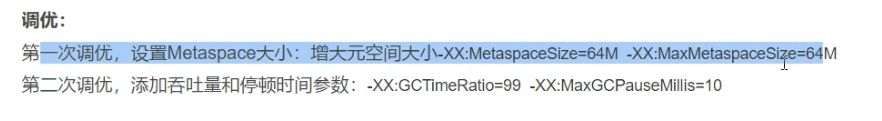 调优：
第一次调优，设置Metaspace大小：增大元空间大小-XX:MetaspaceSize=64M  -XX:MaxMetaspaceSize=64M
第二次调优，添加吞吐量和停顿时间参数：-XX:GCTimeRatio=99  -XX:MaxGCPauseMillis=10